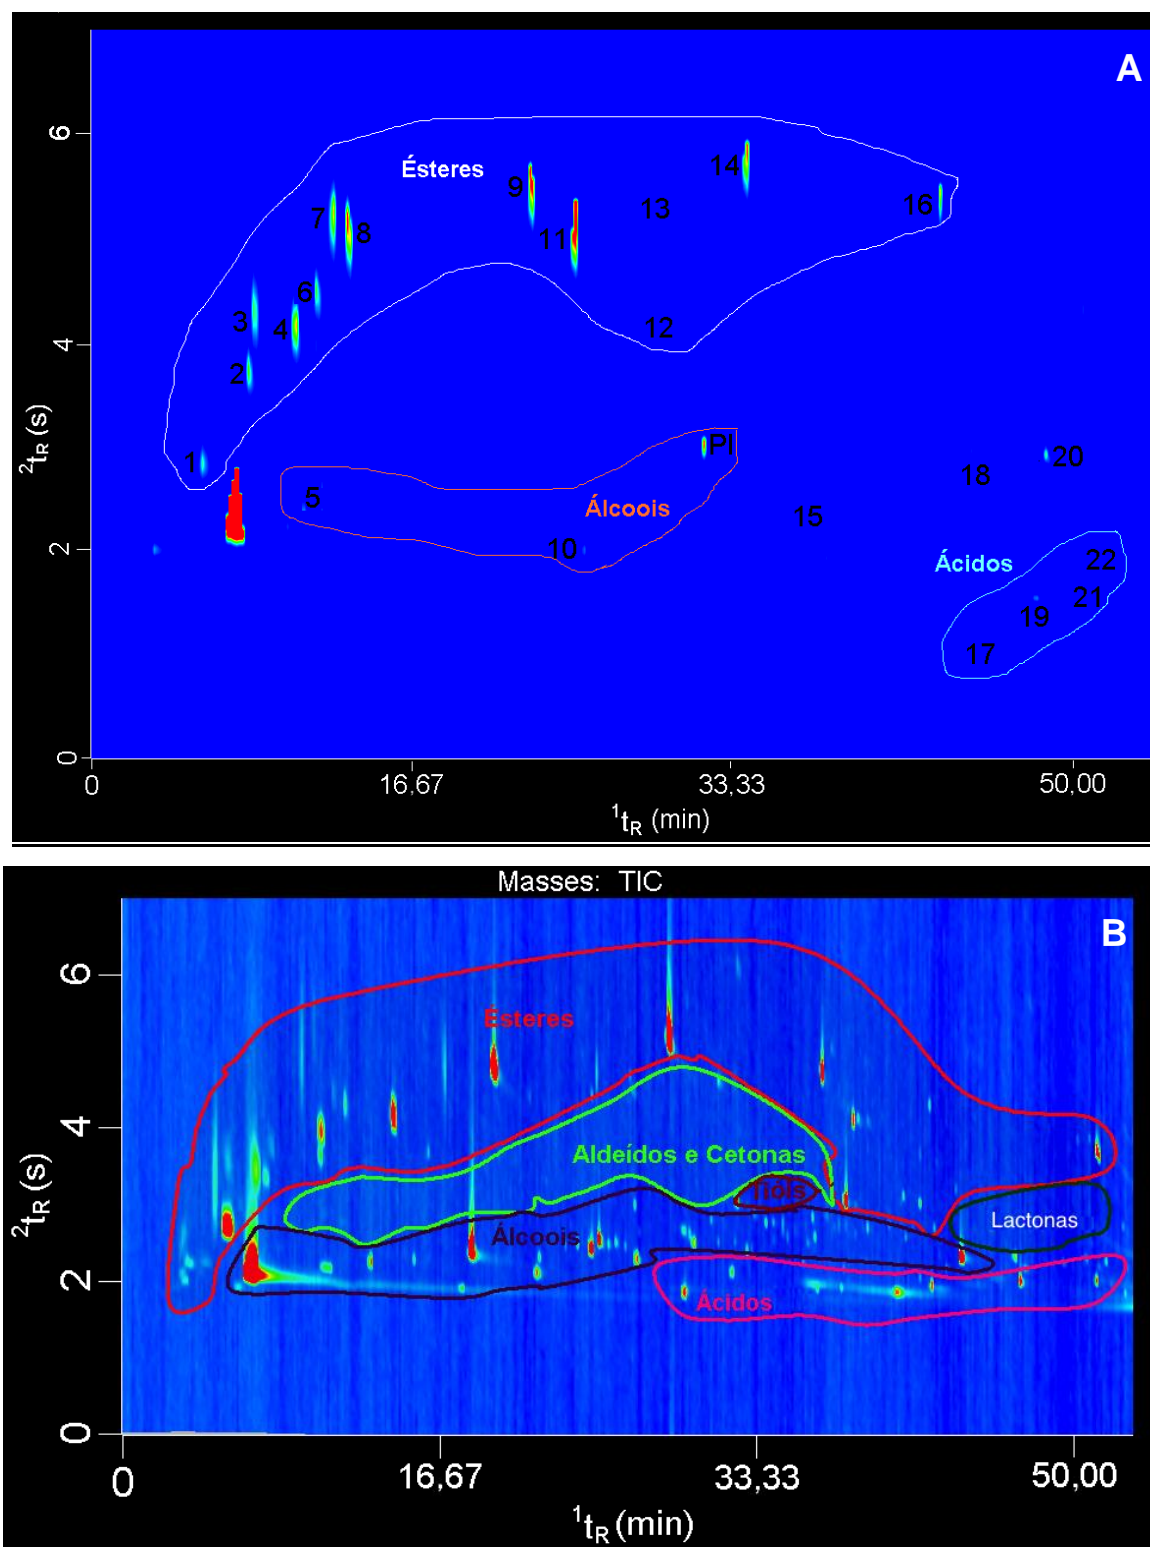 A
6
Ésteres
14
9
7
13
16
8
11
6
3
4
12
4
2
Pi
1
20
18
5
Álcoois
15
²tR (s)
2
10
Ácidos
22
21
19
17
0
0
16,67
33,33
50,00
¹tR (min)
Masses: TIC
B
6
Ésteres
4
Aldeídos e Cetonas
Tióis
Lactonas
Álcoois
²tR (s)
2
Ácidos
0
0
16,67
33,33
50,00
¹tR (min)